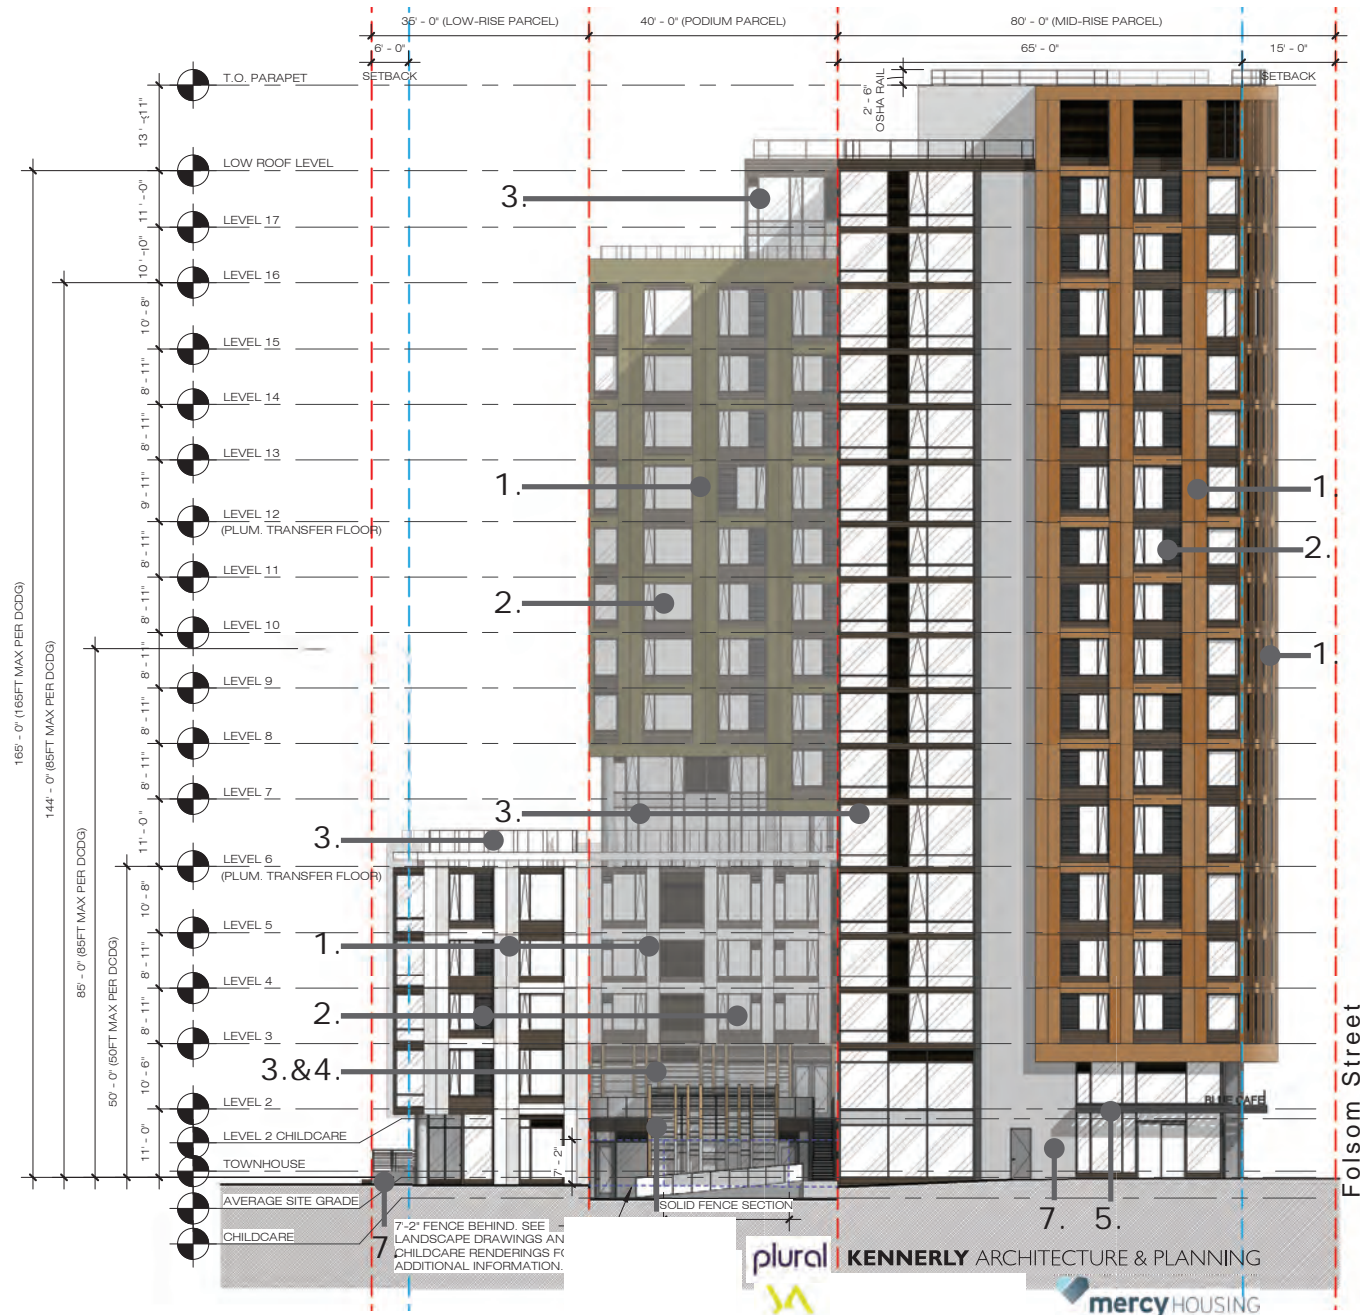 35' - 0" (LOW-RISE PARCEL)
40' - 0" (PODIUM PARCEL)
80' - 0" (MID-RISE PARCEL)
6' - 0"
65' - 0"
15' - 0"
SETBACK
SETBACK
2' - 6"
OSHA RAIL
T.O. PARAPET
13' - 11"
LOW ROOF LEVEL
11' - 0"
LEVEL 17
10' - 0"
LEVEL 16
10' - 8"
LEVEL 15
8' - 11"
LEVEL 14
8' - 11"
LEVEL 13
9' - 11"
LEVEL 12
(PLUM. TRANSFER FLOOR)
8' - 11"
LEVEL 11
8' - 11"
LEVEL 10
8' - 11"
LEVEL 9
8' - 11"
LEVEL 8
8' - 11"
LEVEL 7
11' - 0"
LEVEL 6
(PLUM. TRANSFER FLOOR)
10' - 8"
LEVEL 5
8' - 11"
LEVEL 4
8' - 11"
LEVEL 3
10' - 6"
LEVEL 2
11' - 0"
LEVEL 2 CHILDCARE
TOWNHOUSE
AVERAGE SITE GRADE
CHILDCARE
165' - 0" (165FT MAX PER DCDG)
144' - 0" (85FT MAX PER DCDG)
85' - 0" (85FT MAX PER DCDG)
50' - 0" (50FT MAX PER DCDG)
3.
1.
2.
3.
3.
1.
2.
3.&4.
1.
2.
1.
BLUE CAFE
7' - 2"
SOLID FENCE SECTION
7.
5.
7.
7'-2" FENCE BEHIND. SEE
LANDSCAPE DRAWINGS AN
CHILDCARE RENDERINGS FO
ADDITIONAL INFORMATION.
Folsom Street
plural
KENNERLY ARCHITECTURE & PLANNING
mercy HOUSING